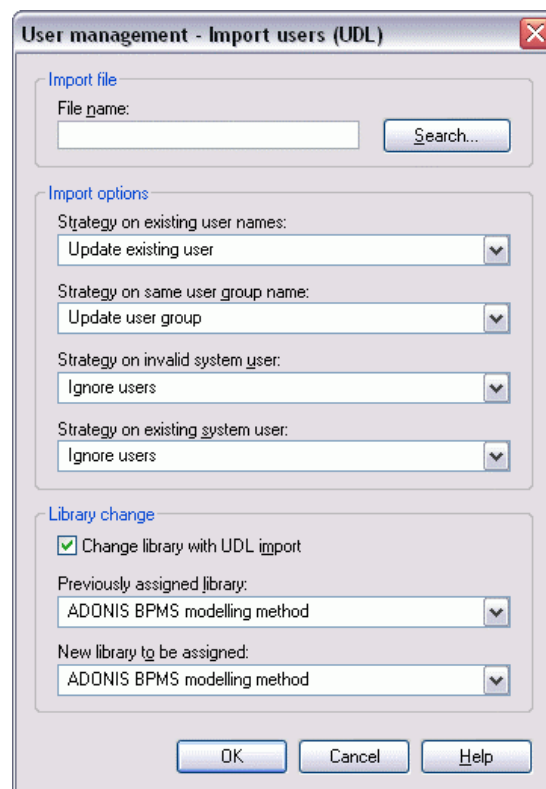 User management - Import users (UDL)
Import file
File name:
Search...
Import options
Strategy on existing user names:
Update existing user
Strategy on same user group name:
Update user group
Strategy on invalid system user:
Ignore users
Strategy on existing system user:
Ignore users
Library change
Change library with UDL import
Previously assigned library:
ADONIS BPMS modelling method
New library to be assigned:
ADONIS BPMS modelling method
OK Cancel Help